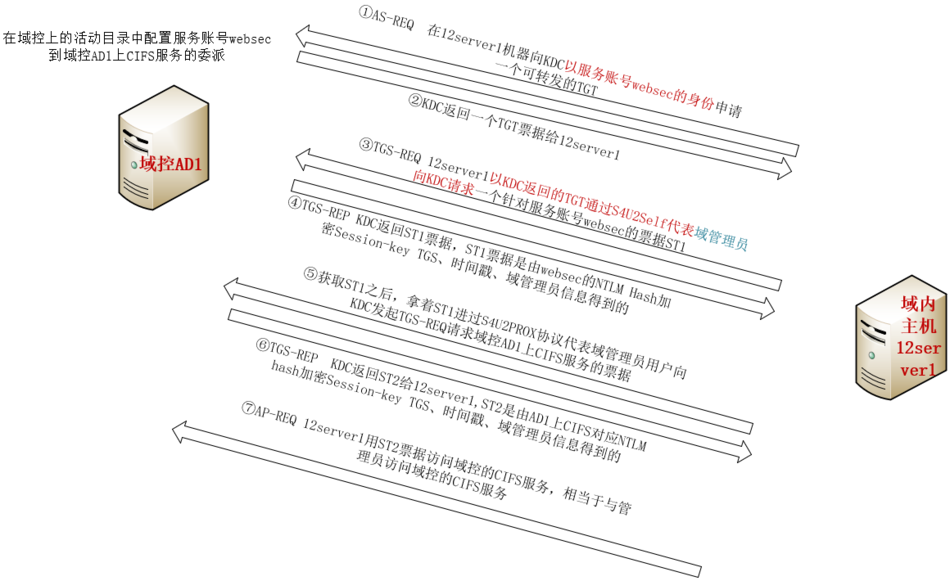 在域控上的活动目录中配置服务账号websec
到域控AD1上CIFS服务的委派
域控AD1
①AS-REQ 在12server1机器向KDC以服务账号websec的身份申请
一个可转发的TGT
②KDC返回一个TGT票据给12server1
③TGS-REQ 12server1以KDC返回的TGT通过S4U2Self代表域管理员
向KDC请求一个针对服务账号websec的票据ST1
④TGS-REP KDC返回ST1票据，ST1票据是由websec的NTLM Hash加
密Session-key TGS、时间戳、域管理员信息得到的
⑤获取ST1之后，拿着ST1进过S4U2PROX协议代表域管理员用户向
KDC发起TGS-REQ请求域控AD1上CIFS服务的票据
⑥TGS-REP KDC返回ST2给12server1,ST2是由AD1上CIFS对应NTLM
hash加密Session-key TGS、时间戳、域管理员信息得到的
⑦AP-REQ 12server1用ST2票据访问域控的CIFS服务，相当于与管
理员访问域控的CIFS服务
域内
主机
12ser
ver1